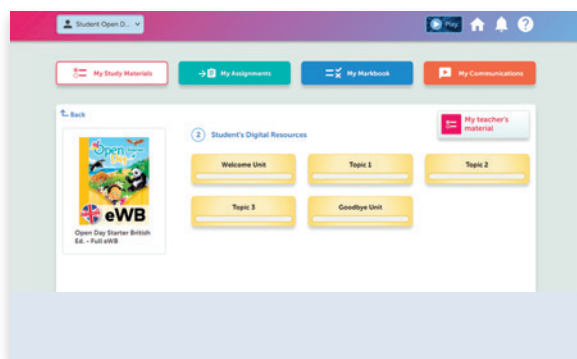 Student Open D...
Play
?
My Study Materials
My Assignments
My Markbook
My Communications
Back
2 Student's Digital Resources
My teacher's
material
Welcome Unit
Topic 1
Topic 2
Topic 3
Goodbye Unit
Open
Day
eWB
Open Day Starter British
Ed. - Full eWB